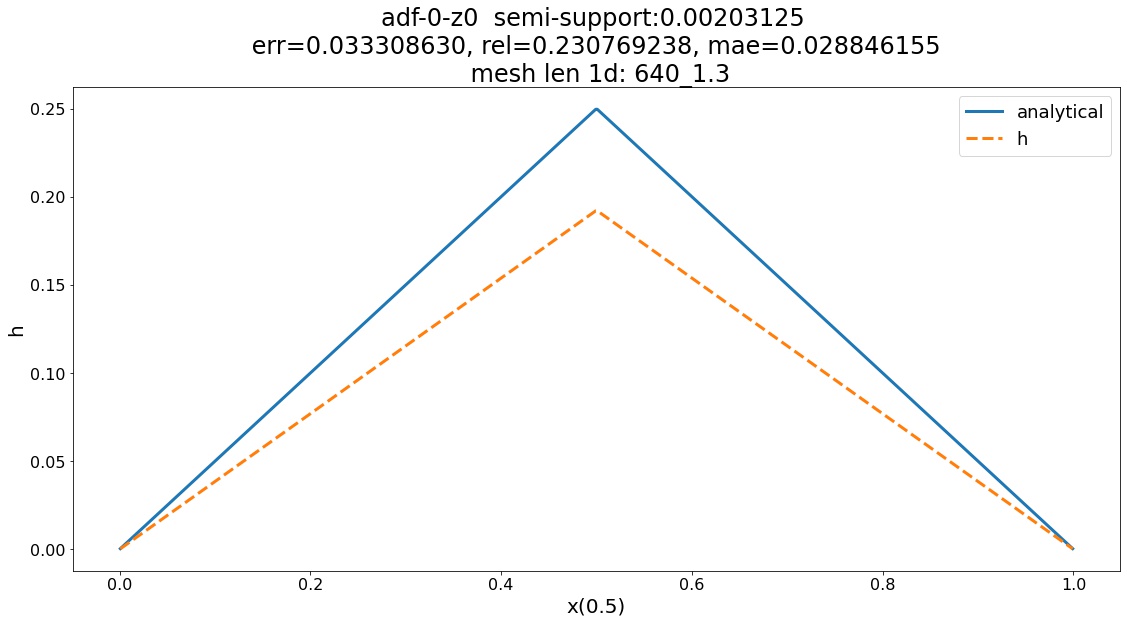 adf-0-z0  semi-support:0.00203125
err=0.033308630, rel=0.230769238, mae=0.028846155
mesh len 1d: 640_1.3
analytical
h
h
0.25
0.20
0.15
0.10
0.05
0.00
0.0
0.2
0.4
0.6
0.8
1.0
x(0.5)